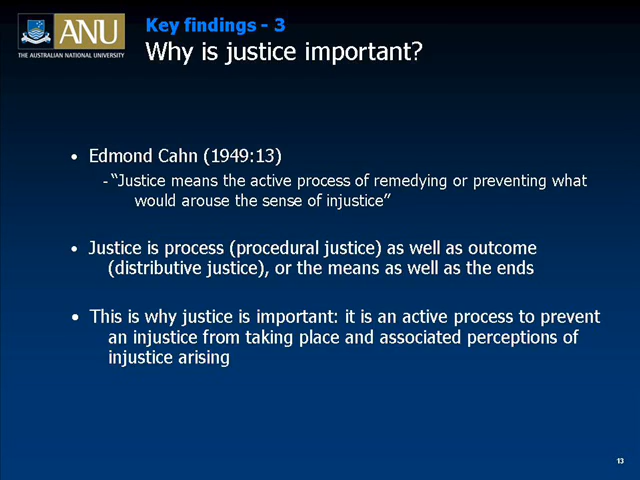 Key findings - 3
ANU
THE AUSTRALIAN NATIONAL UNIVERSITY
Why is justice important?
• Edmond Cahn (1949:13)
- “Justice means the active process of remedying or preventing what
would arouse the sense of injustice”
• Justice is process (procedural justice) as well as outcome
(distributive justice), or the means as well as the ends
• This is why justice is important: it is an active process to prevent
an injustice from taking place and associated perceptions of
injustice arising
13